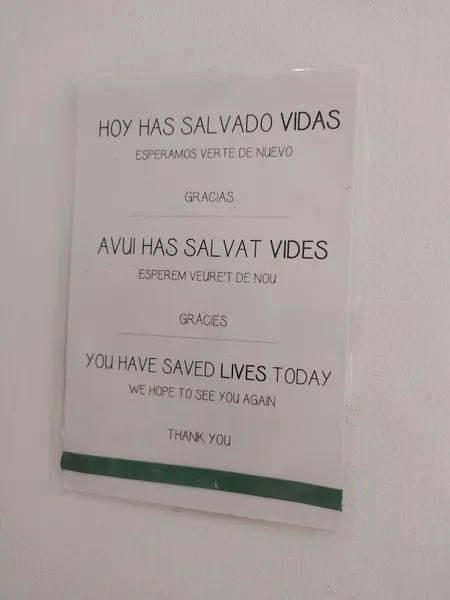 HOY HAS SALVADO VIDAS
ESPERAMOS VERTE DE NUEVO
GRACIAS
AVUI HAS SALVAT VIDES
ESPEREM VEURE'T DE NOU
GRÀCIES
YOU HAVE SAVED LIVES TODAY
WE HOPE TO SEE YOU AGAIN
THANK YOU